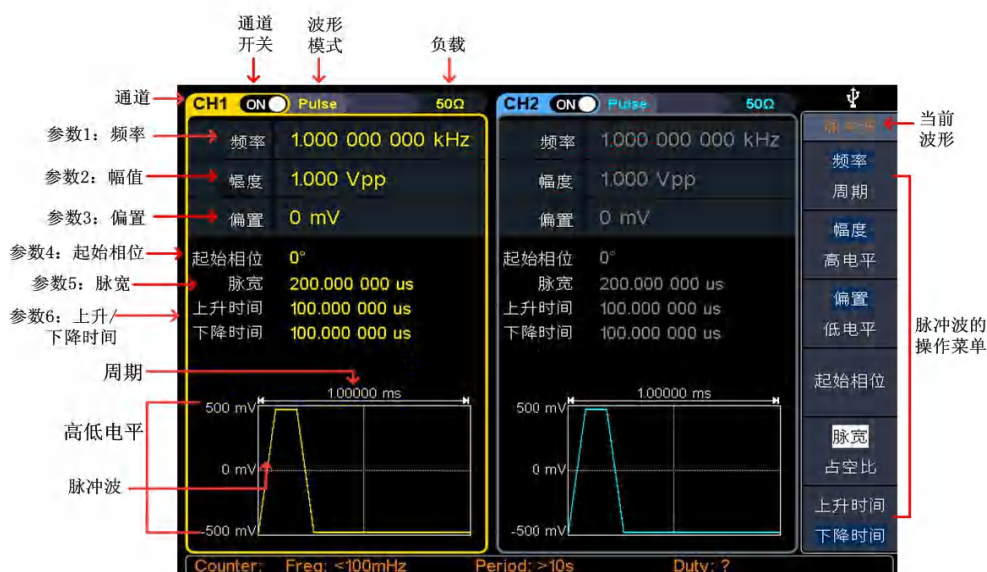 通道
开关
波形
模式
负载
通道
CH1 ON Pulse 50Ω
CH2 ON Pulse 50Ω
参数1：频率
频率 1.000 000 000 kHz
频率 1.000 000 000 kHz
脉冲波
当前
波形
参数2：幅值
幅度 1.000 Vpp
幅度 1.000 Vpp
频率
周期
参数3：偏置
偏置 0 mV
偏置 0 mV
幅度
高电平
参数4：起始相位
起始相位 0°
起始相位 0°
参数5：脉宽
脉宽 200.000 000 us
脉宽 200.000 000 us
偏置
低电平
参数6：上升/
下降时间
上升时间 100.000 000 us
下降时间 100.000 000 us
上升时间 100.000 000 us
下降时间 100.000 000 us
脉冲波的
操作菜单
周期
1.00000 ms
1.00000 ms
起始相位
高低电平
500 mV
0 mV
-500 mV
500 mV
0 mV
-500 mV
脉冲波
脉宽
占空比
上升时间
下降时间
Counter: Freq: <100mHz Period: >10s Duty: ?